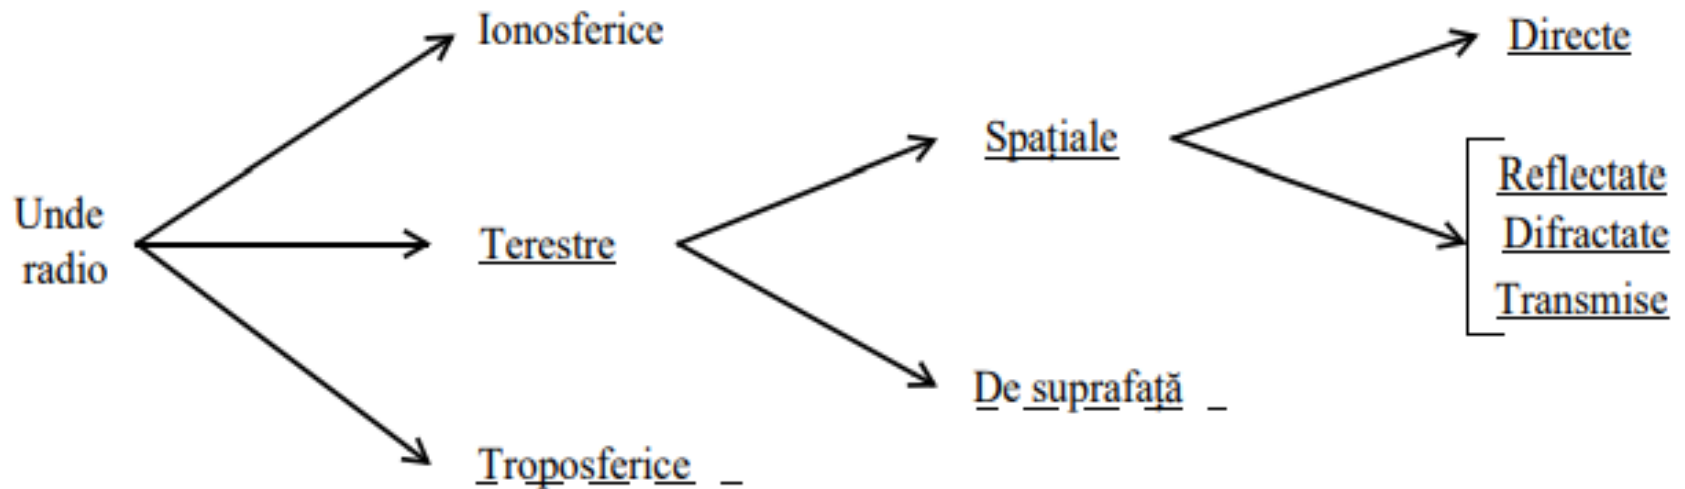 Unde
radio
Ionosferice
Terestre
Troposferice
Spațiale
De suprafață
Directe
Reflectate
Difractate
Transmise